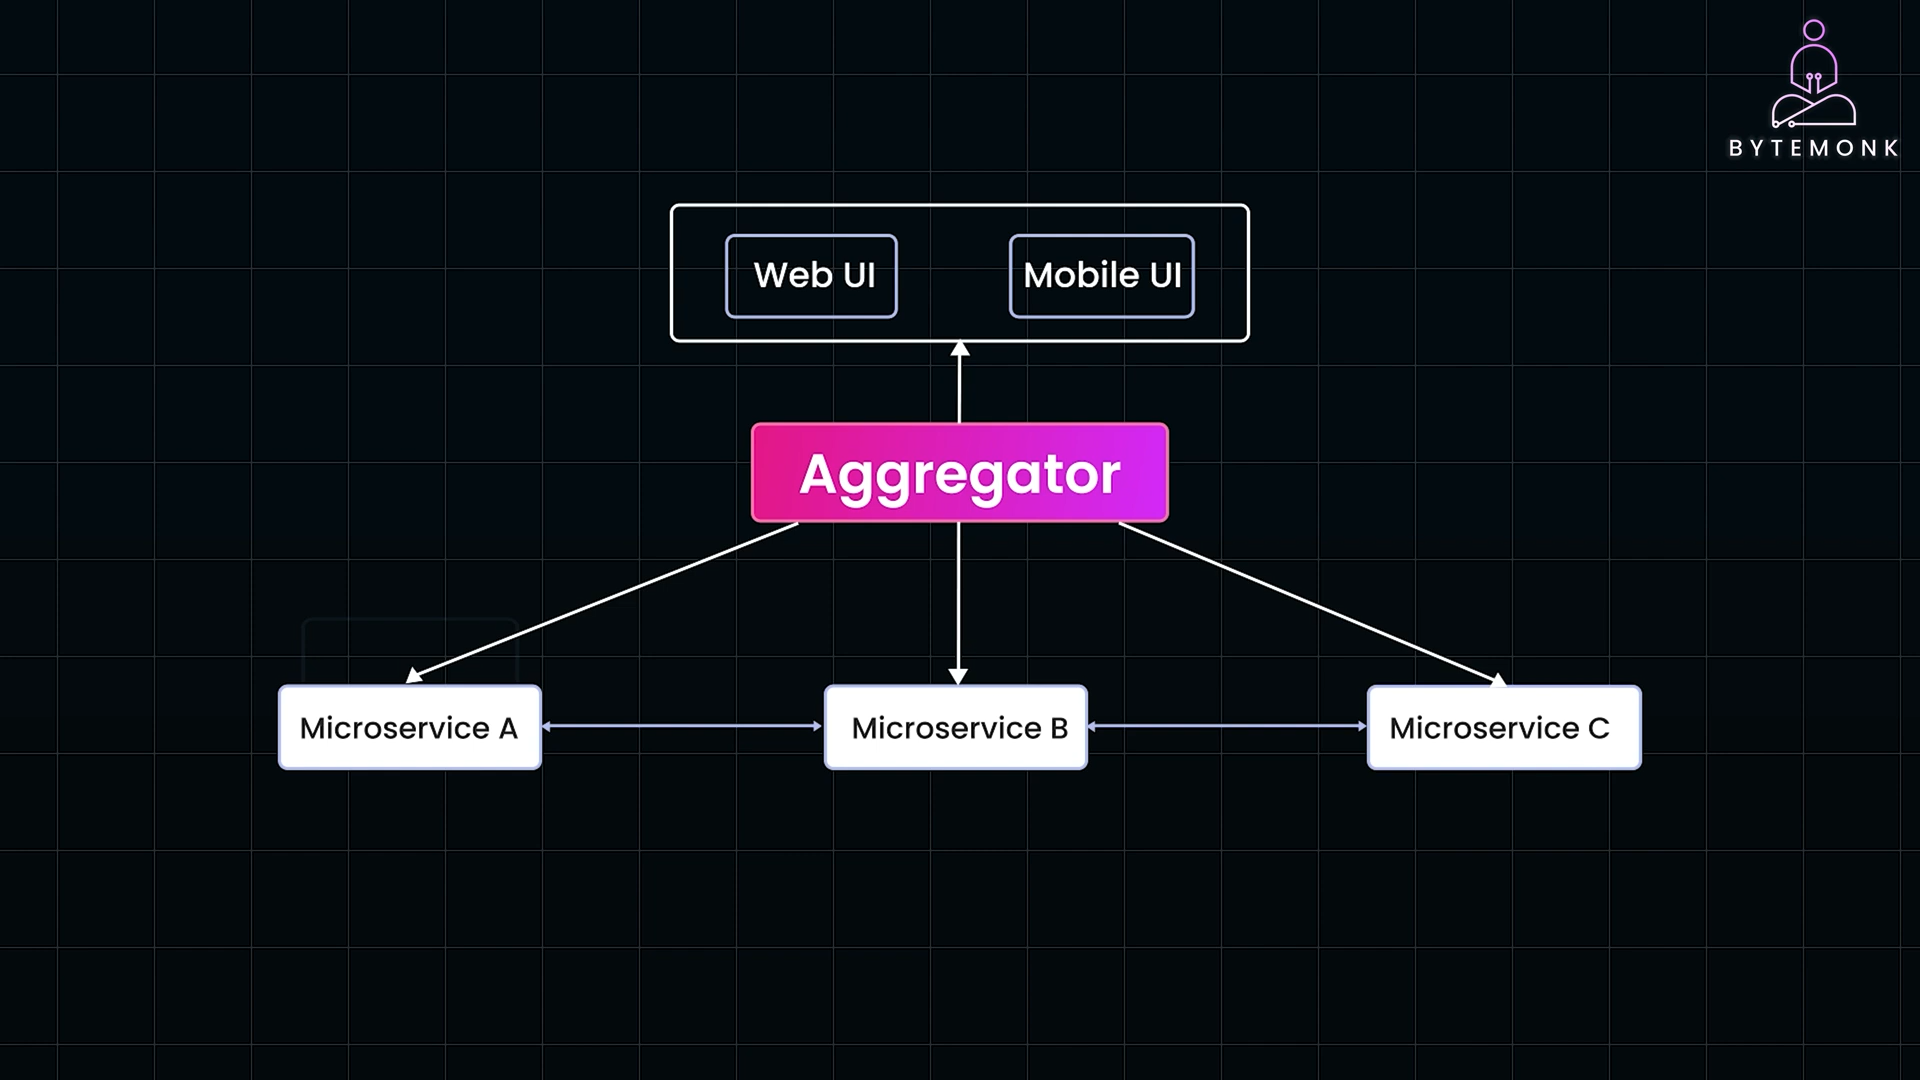 BYTEMONK
Web UI
Mobile UI
Aggregator
Microservice A
Microservice B
Microservice C